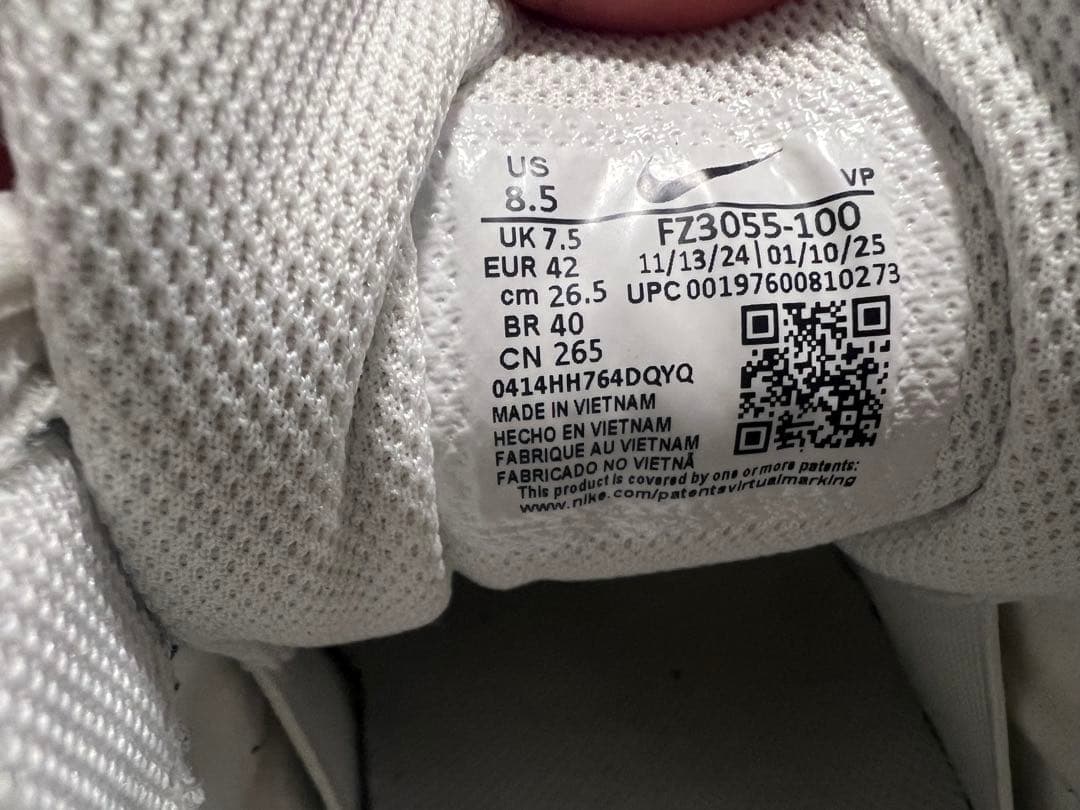 US
8.5
VP
UK 7.5
FZ3055-100
EUR 42
11/13/24|01/10/25
cm 26.5
UPC 00197600810273
BR 40
CN 265
0414HH764DQYQ
MADE IN VIETNAM
HECHO EN VIETNAM
FABRIQUE AU VIETNAM
FABRICADO NO VIETNÃ
This product is covered by one or more patents:
www.nike.com/patentsvirtualmarking